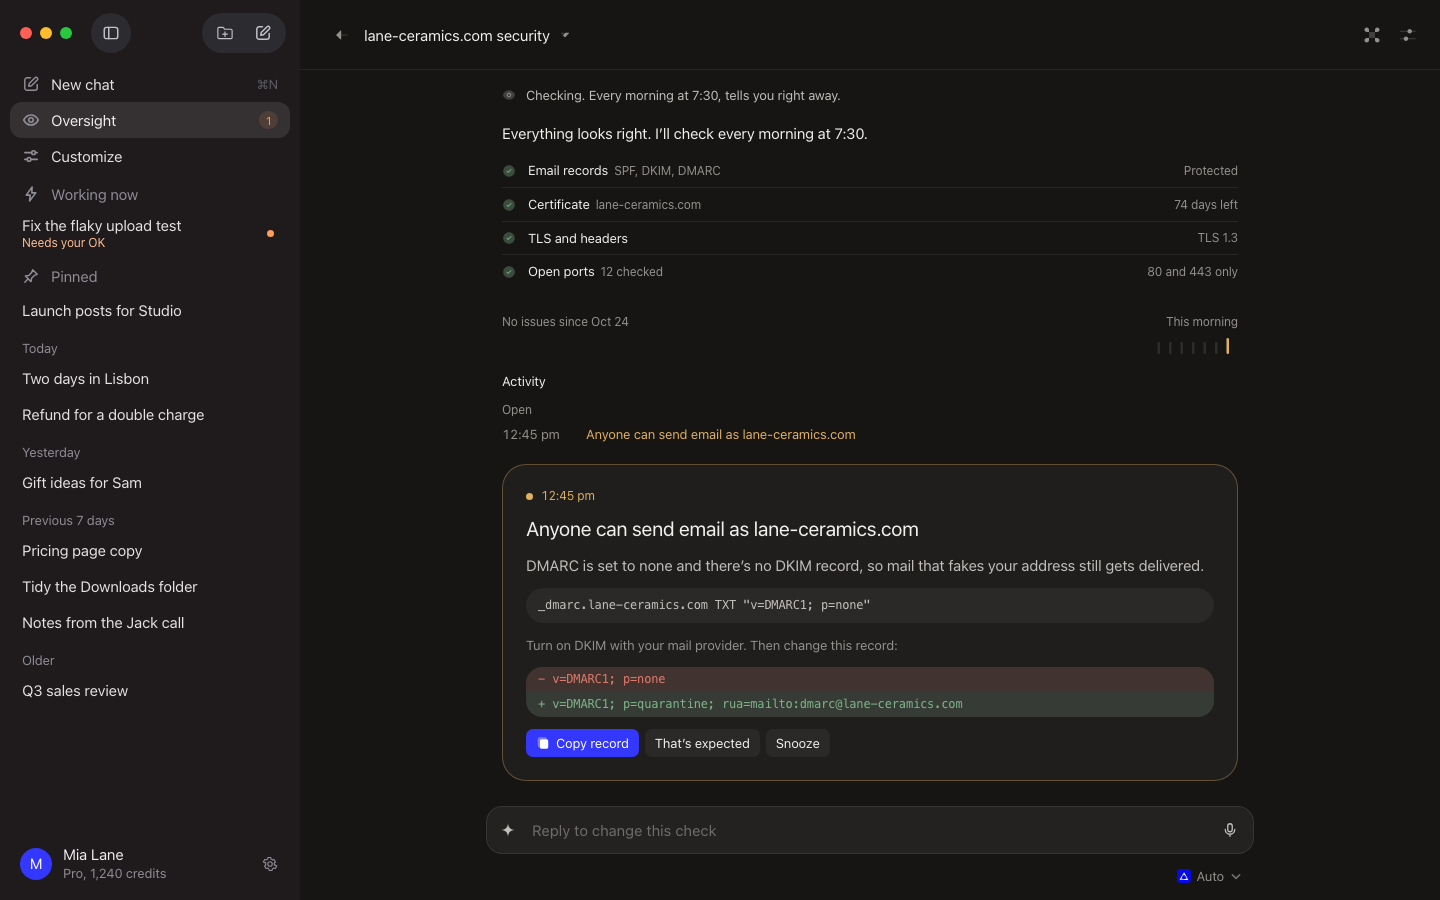 lane-ceramics.com security
New chat ⌘N
Oversight 1
Customize
Working now
Fix the flaky upload test
Needs your OK
Pinned
Launch posts for Studio
Today
Two days in Lisbon
Refund for a double charge
Yesterday
Gift ideas for Sam
Previous 7 days
Pricing page copy
Tidy the Downloads folder
Notes from the Jack call
Older
Q3 sales review
M
Mia Lane
Pro, 1,240 credits
Checking. Every morning at 7:30, tells you right away.
Everything looks right. I’ll check every morning at 7:30.
Email records SPF, DKIM, DMARC Protected
Certificate lane-ceramics.com 74 days left
TLS and headers TLS 1.3
Open ports 12 checked 80 and 443 only
No issues since Oct 24 This morning
Activity
Open
12:45 pm Anyone can send email as lane-ceramics.com
12:45 pm
Anyone can send email as lane-ceramics.com
DMARC is set to none and there’s no DKIM record, so mail that fakes your address still gets delivered.
_dmarc.lane-ceramics.com TXT "v=DMARC1; p=none"
Turn on DKIM with your mail provider. Then change this record:
− v=DMARC1; p=none
+ v=DMARC1; p=quarantine; rua=mailto:dmarc@lane-ceramics.com
Copy record That’s expected Snooze
Reply to change this check
Auto